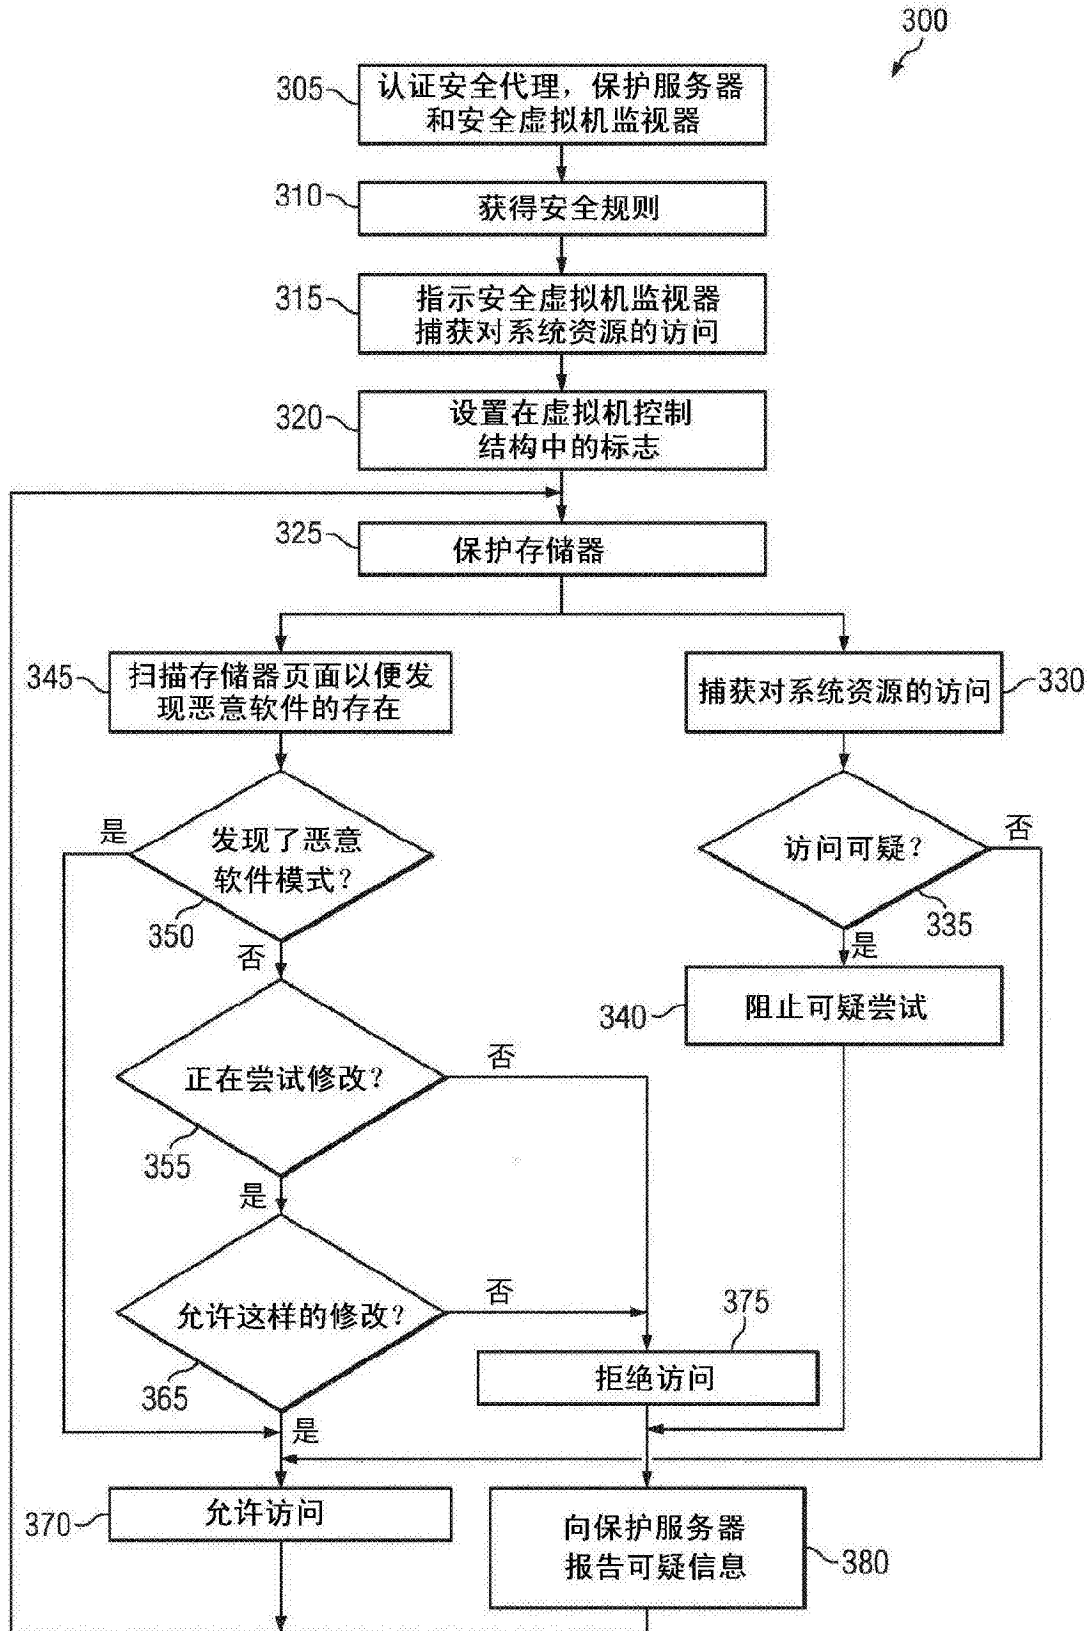 300
305
认证安全代理，保护服务器
和安全虚拟机监视器
310
获得安全规则
315
指示安全虚拟机监视器
捕获对系统资源的访问
320
设置在虚拟机控制
结构中的标志
325
保护存储器
345
扫描存储器页面以便发
现恶意软件的存在
捕获对系统资源的访问
330
是
发现了恶意
软件模式？
350
否
访问可疑？
否
335
是
340
阻止可疑尝试
正在尝试修改？
否
355
是
允许这样的修改？
否
365
是
375
拒绝访问
370
允许访问
向保护服务器
报告可疑信息
380